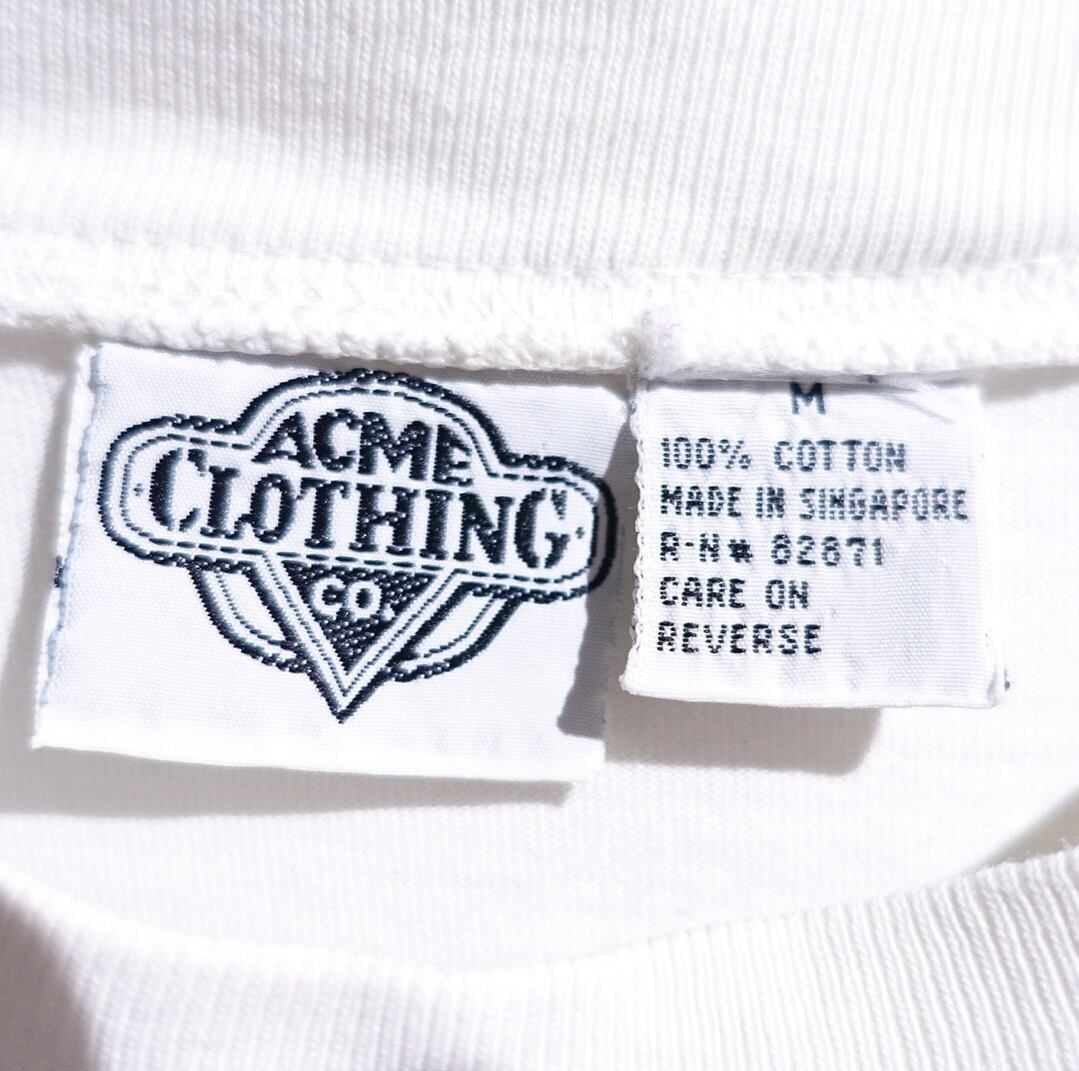 ACME
CLOTHING
CO.
M
100% COTTON
MADE IN SINGAPORE
R-N# 82871
CARE ON
REVERSE